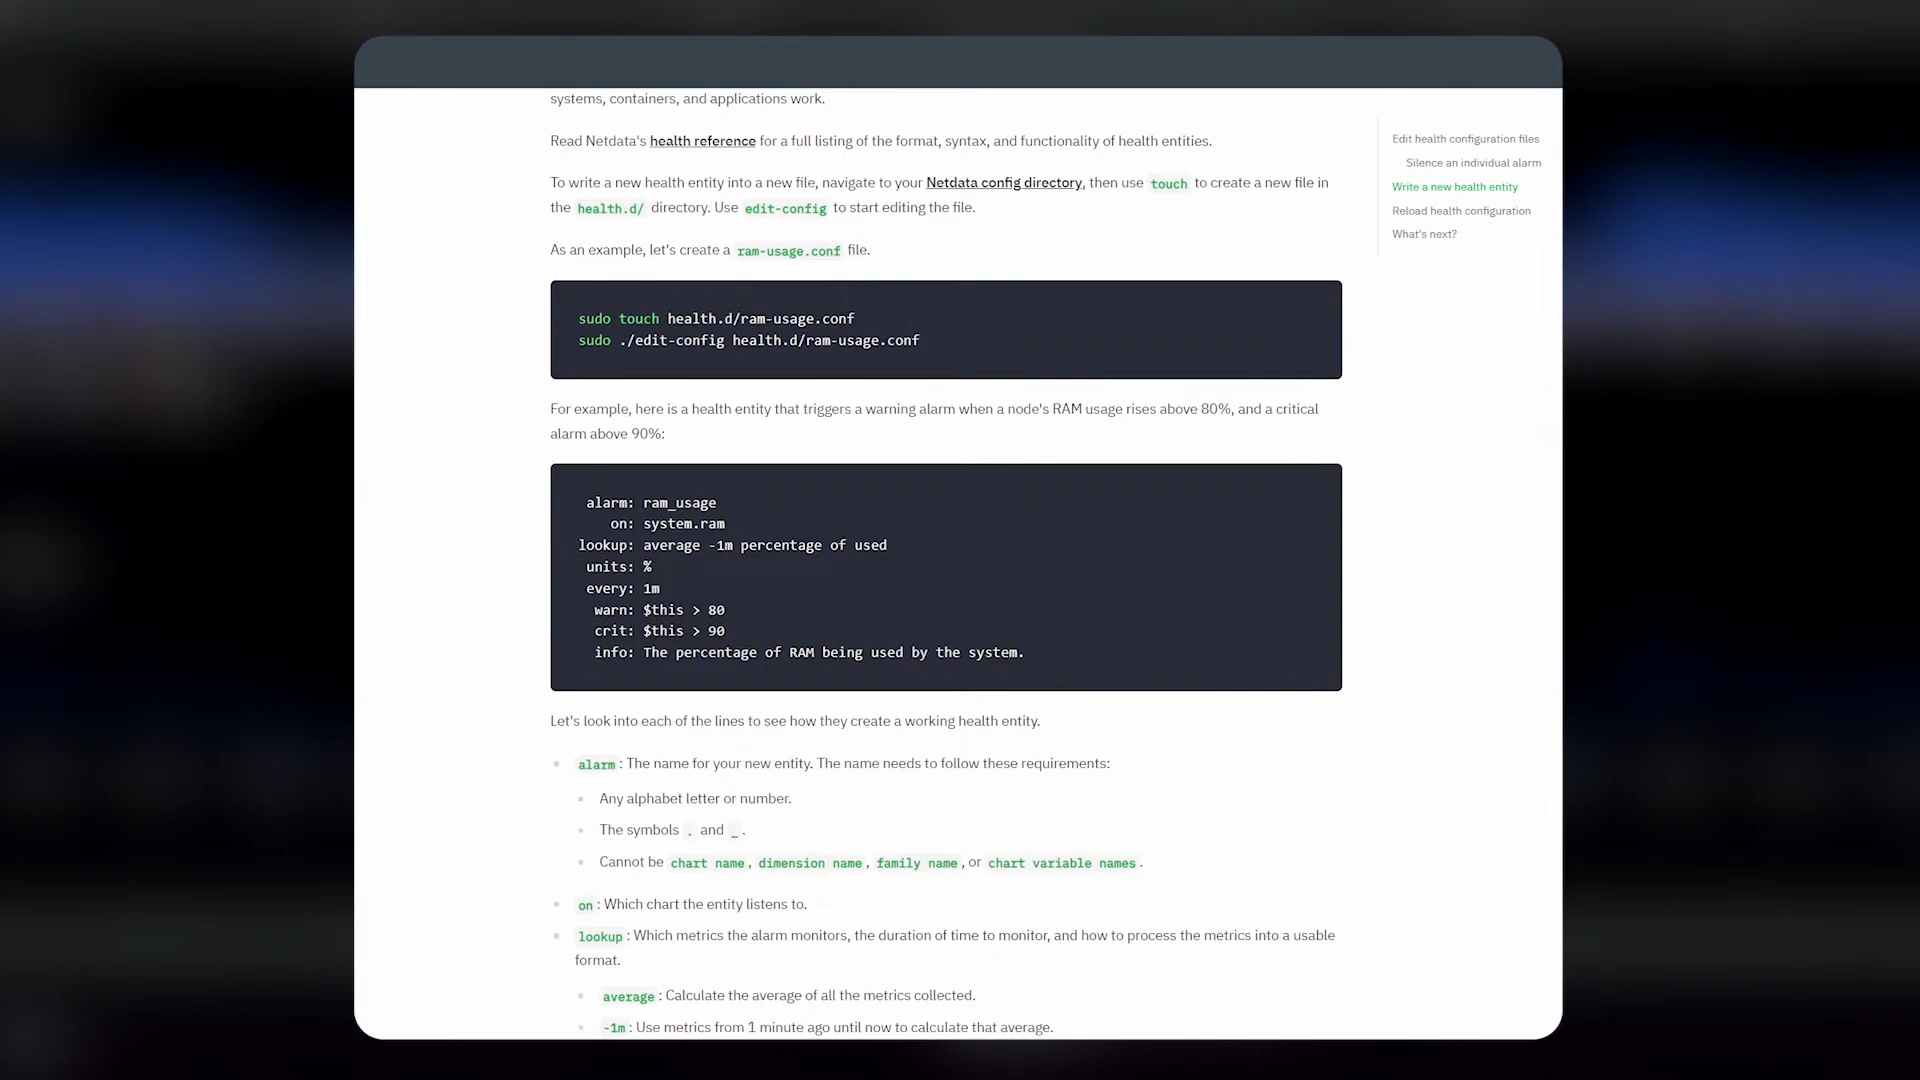 systems, containers, and applications work.
Read Netdata's health reference for a full listing of the format, syntax, and functionality of health entities.
To write a new health entity into a new file, navigate to your Netdata config directory, then use touch to create a new file in
the health.d/ directory. Use edit-config to start editing the file.
As an example, let's create a ram-usage.conf file.
sudo touch health.d/ram-usage.conf
sudo ./edit-config health.d/ram-usage.conf
For example, here is a health entity that triggers a warning alarm when a node's RAM usage rises above 80%, and a critical
alarm above 90%:
alarm: ram_usage
on: system.ram
lookup: average -1m percentage of used
units: %
every: 1m
warn: $this > 80
crit: $this > 90
info: The percentage of RAM being used by the system.
Let's look into each of the lines to see how they create a working health entity.
alarm : The name for your new entity. The name needs to follow these requirements:
Any alphabet letter or number.
The symbols . and _ .
Cannot be chart name , dimension name , family name , or chart variable names .
on : Which chart the entity listens to.
lookup : Which metrics the alarm monitors, the duration of time to monitor, and how to process the metrics into a usable
format.
average : Calculate the average of all the metrics collected.
-1m : Use metrics from 1 minute ago until now to calculate that average.
Edit health configuration files
Silence an individual alarm
Write a new health entity
Reload health configuration
What's next?